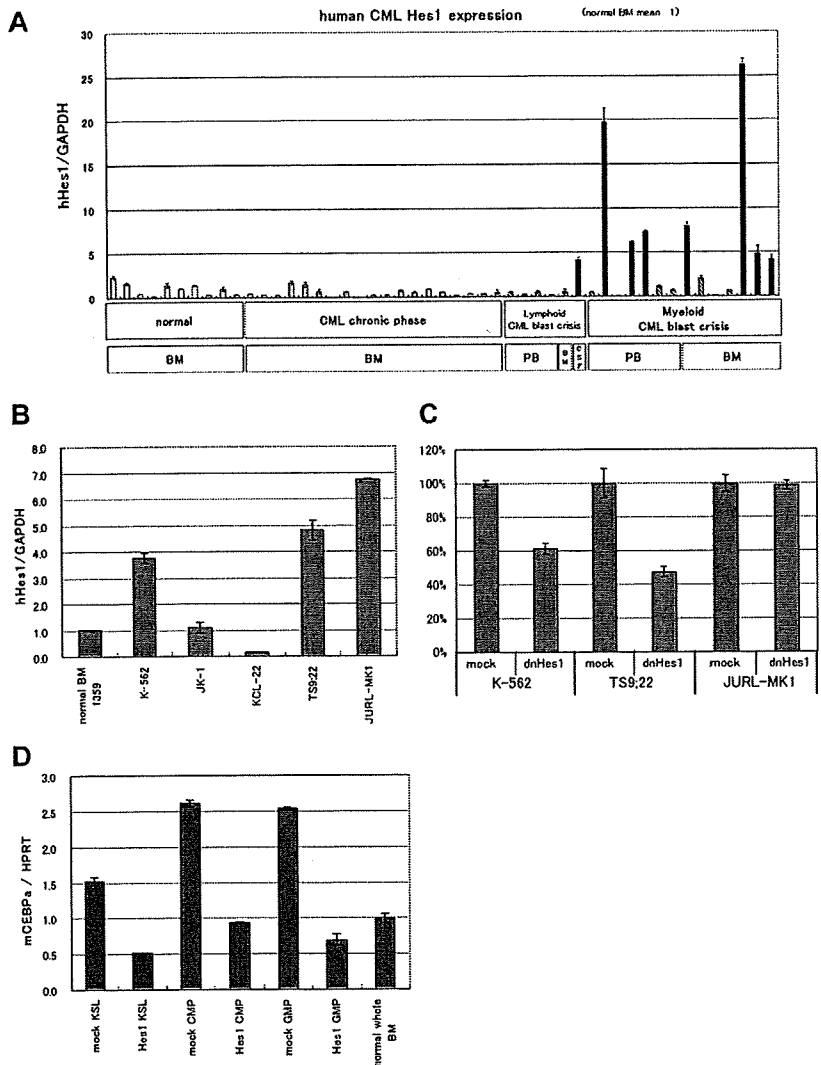 A
human CML Hes1 expression
(normal BM mean 1)
hHes1/GAPDH
30
25
20
15
10
5
0
normal
CML chronic phase
Lymphoid CML blast crisis
Myeloid CML blast crisis
BM
BM
PB
BM
CSF
PB
BM
B
hHes1/GAPDH
8.0
7.0
6.0
5.0
4.0
3.0
2.0
1.0
0.0
normal BM 1359
K-562
JK-1
KCL-22
TS9;22
JURL-MK1
C
120%
100%
80%
60%
40%
20%
0%
mock
dnHes1
mock
dnHes1
mock
dnHes1
K-562
TS9;22
JURL-MK1
D
mCEBPa / HPRT
3.0
2.5
2.0
1.5
1.0
0.5
0.0
mock KSL
Hes1 KSL
mock CMP
Hes1 CMP
mock GMP
Hes1 GMP
normal whole BM